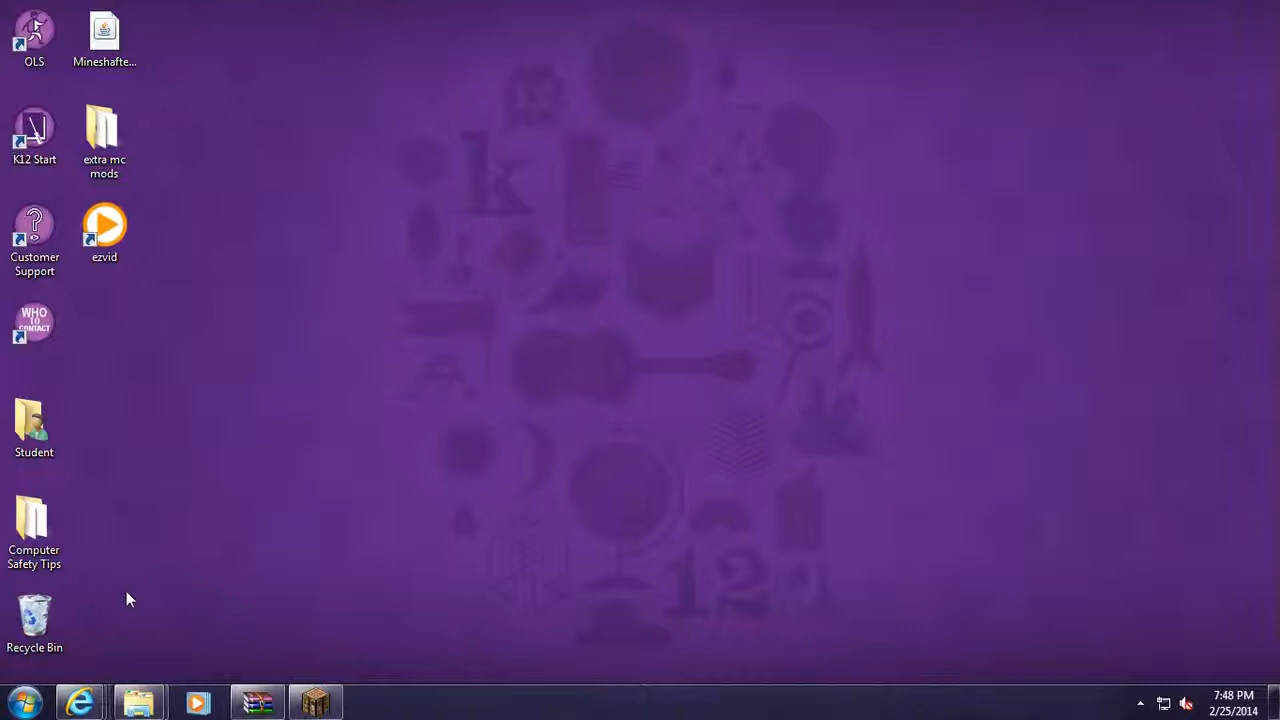 OLS
Mineshafte...
K12 Start
extra mc
mods
Customer
Support
ezvid
WHO
TO
CONTACT
Student
Computer
Safety Tips
Recycle Bin
k
A
12
7:48 PM
2/25/2014